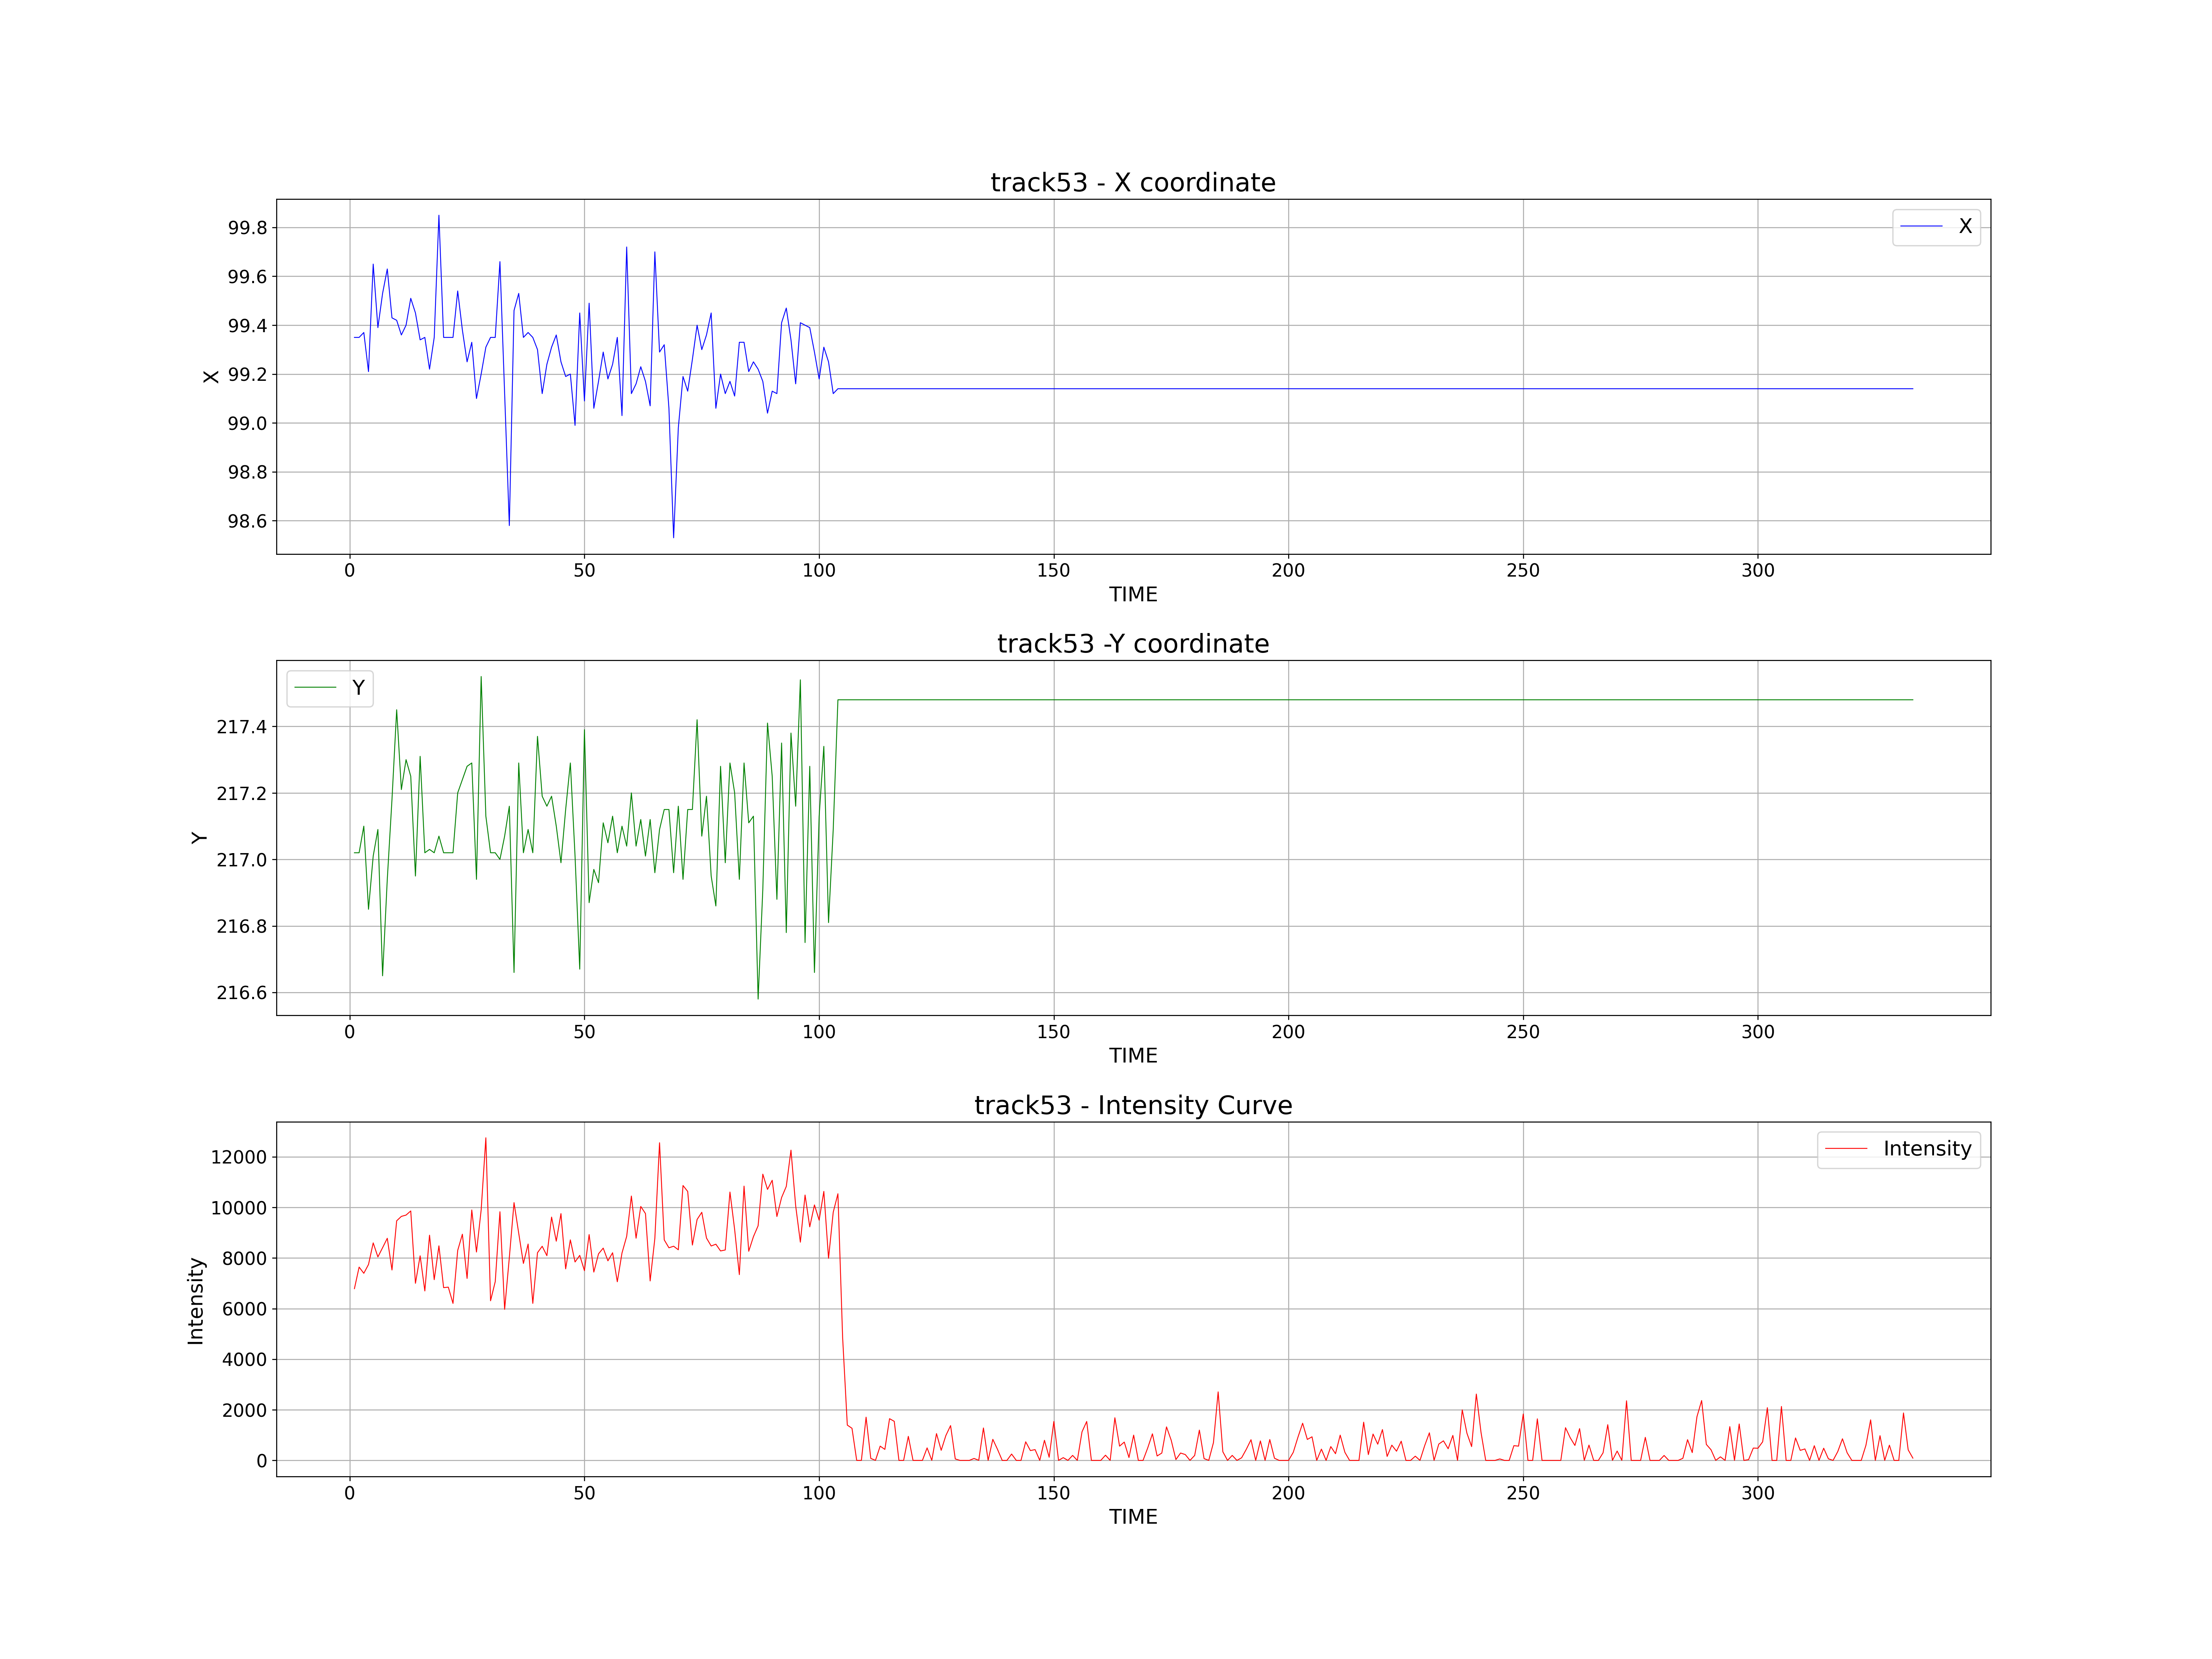 track53 - X coordinate
X
99.8
99.6
99.4
99.2
99.0
98.8
98.6
X
0 50 100 150 200 250 300
TIME
track53 -Y coordinate
Y
217.4
217.2
217.0
216.8
216.6
Y
0 50 100 150 200 250 300
TIME
track53 - Intensity Curve
Intensity
12000
10000
8000
6000
4000
2000
0
Intensity
0 50 100 150 200 250 300
TIME